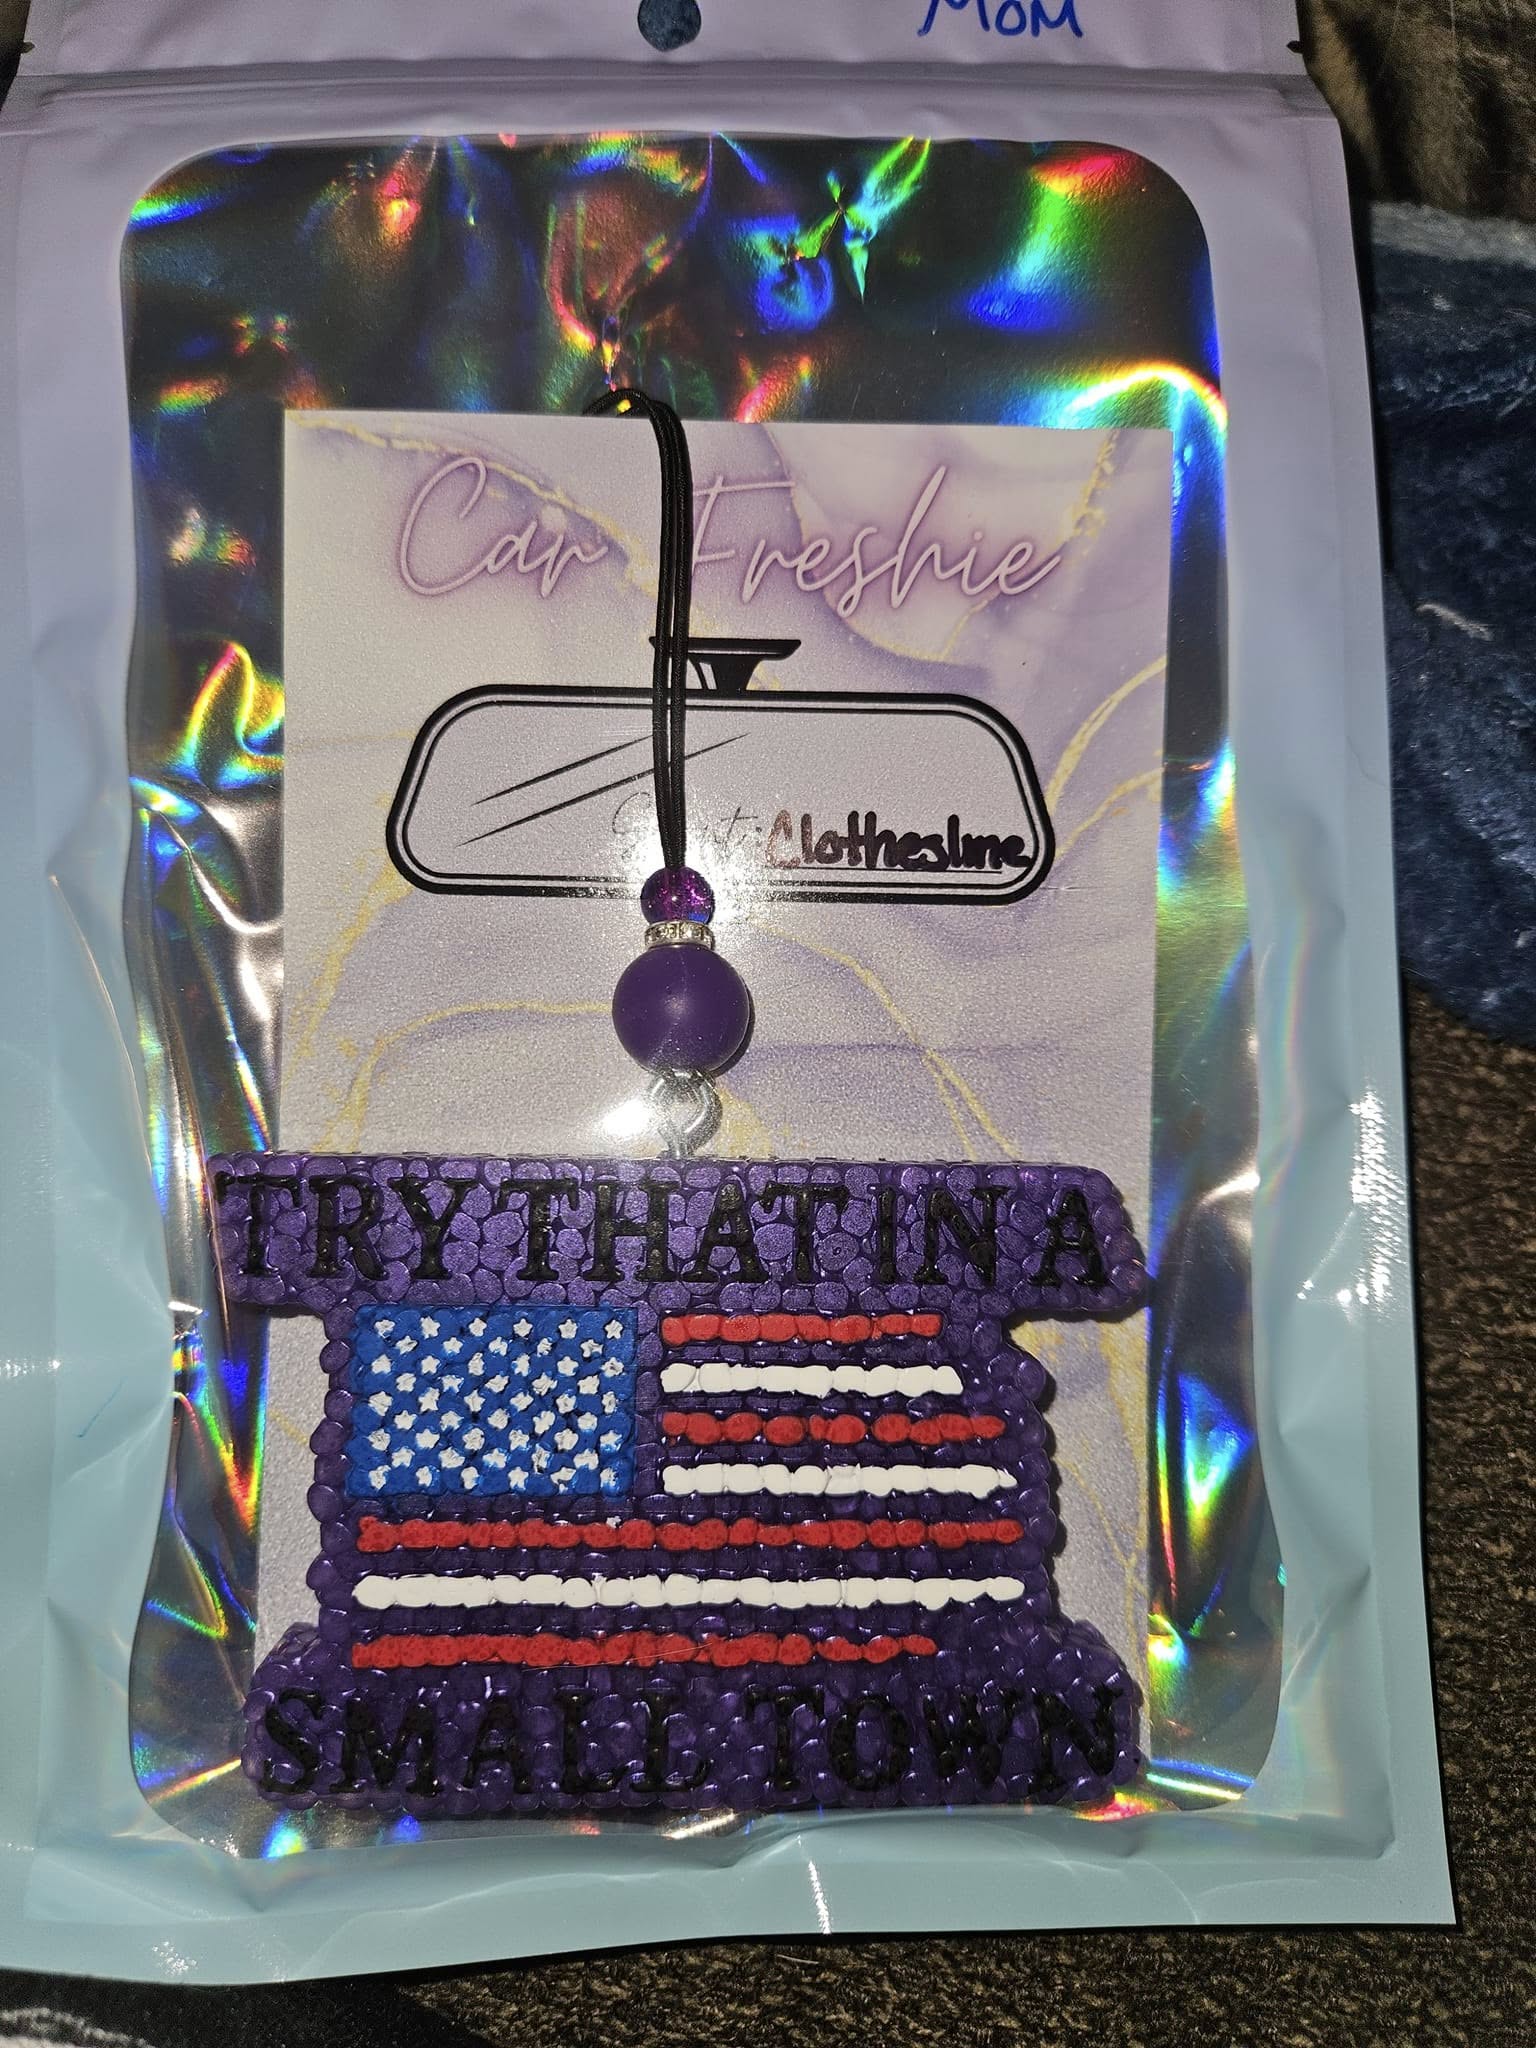 MOM
Car Freshie
Clothesline
TRY THAT IN A
SMALL TOWN